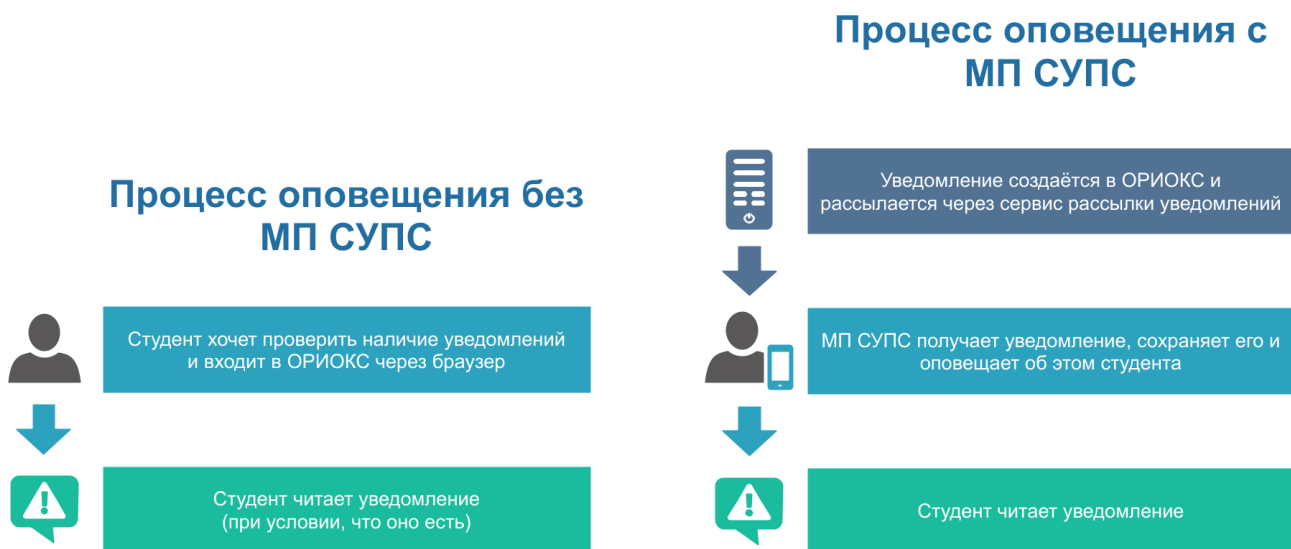 Процесс оповещения без
МП СУПС
Студент хочет проверить наличие уведомлений
и входит в ОРИОКС через браузер
Студент читает уведомление
(при условии, что оно есть)
Процесс оповещения с
МП СУПС
Уведомление создаётся в ОРИОКС и
рассылается через сервис рассылки уведомлений
МП СУПС получает уведомление, сохраняет его и
оповещает об этом студента
Студент читает уведомление